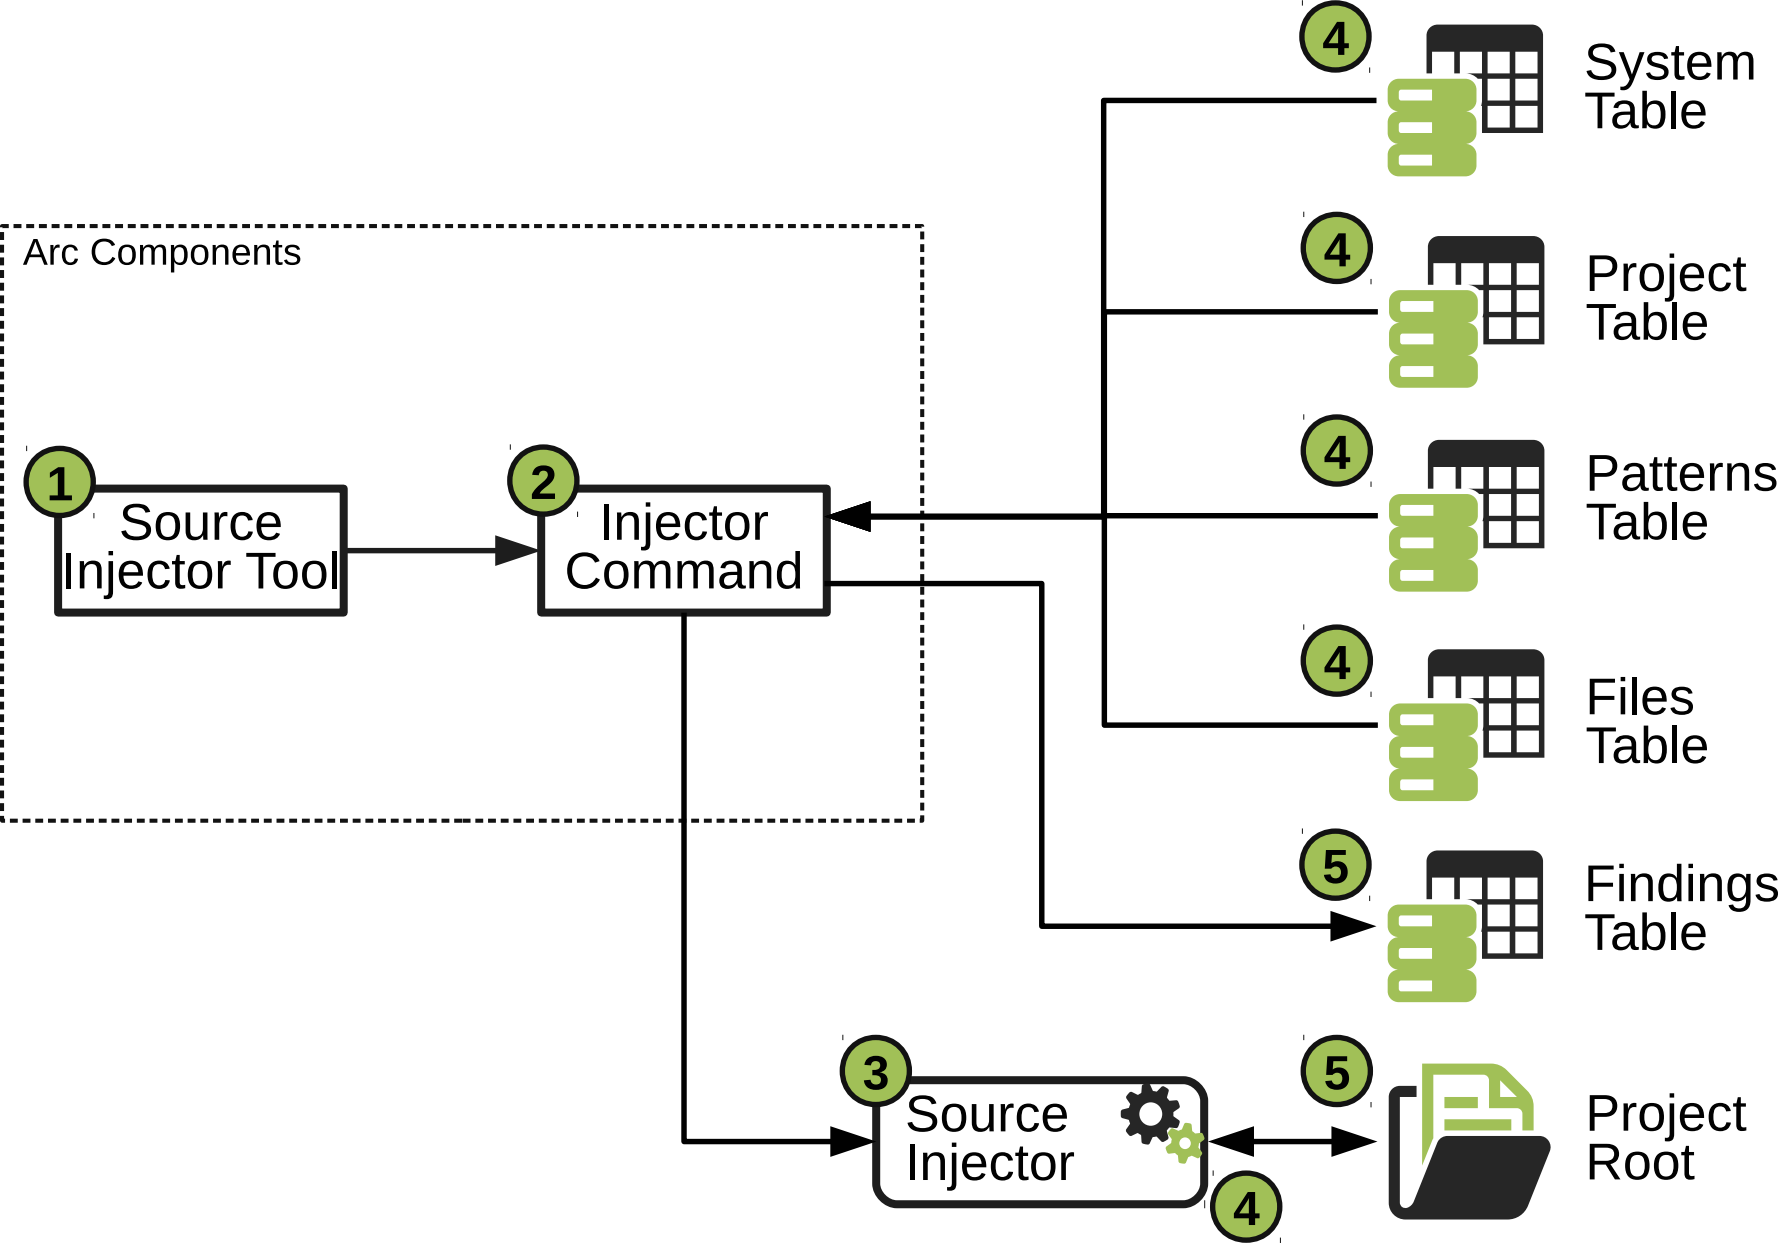 4
System
Table
4
Project
Table
Arc Components
4
Patterns
Table
1
Source
Injector Tool
2
Injector
Command
4
Files
Table
5
Findings
Table
3
Source
Injector
4
5
Project
Root